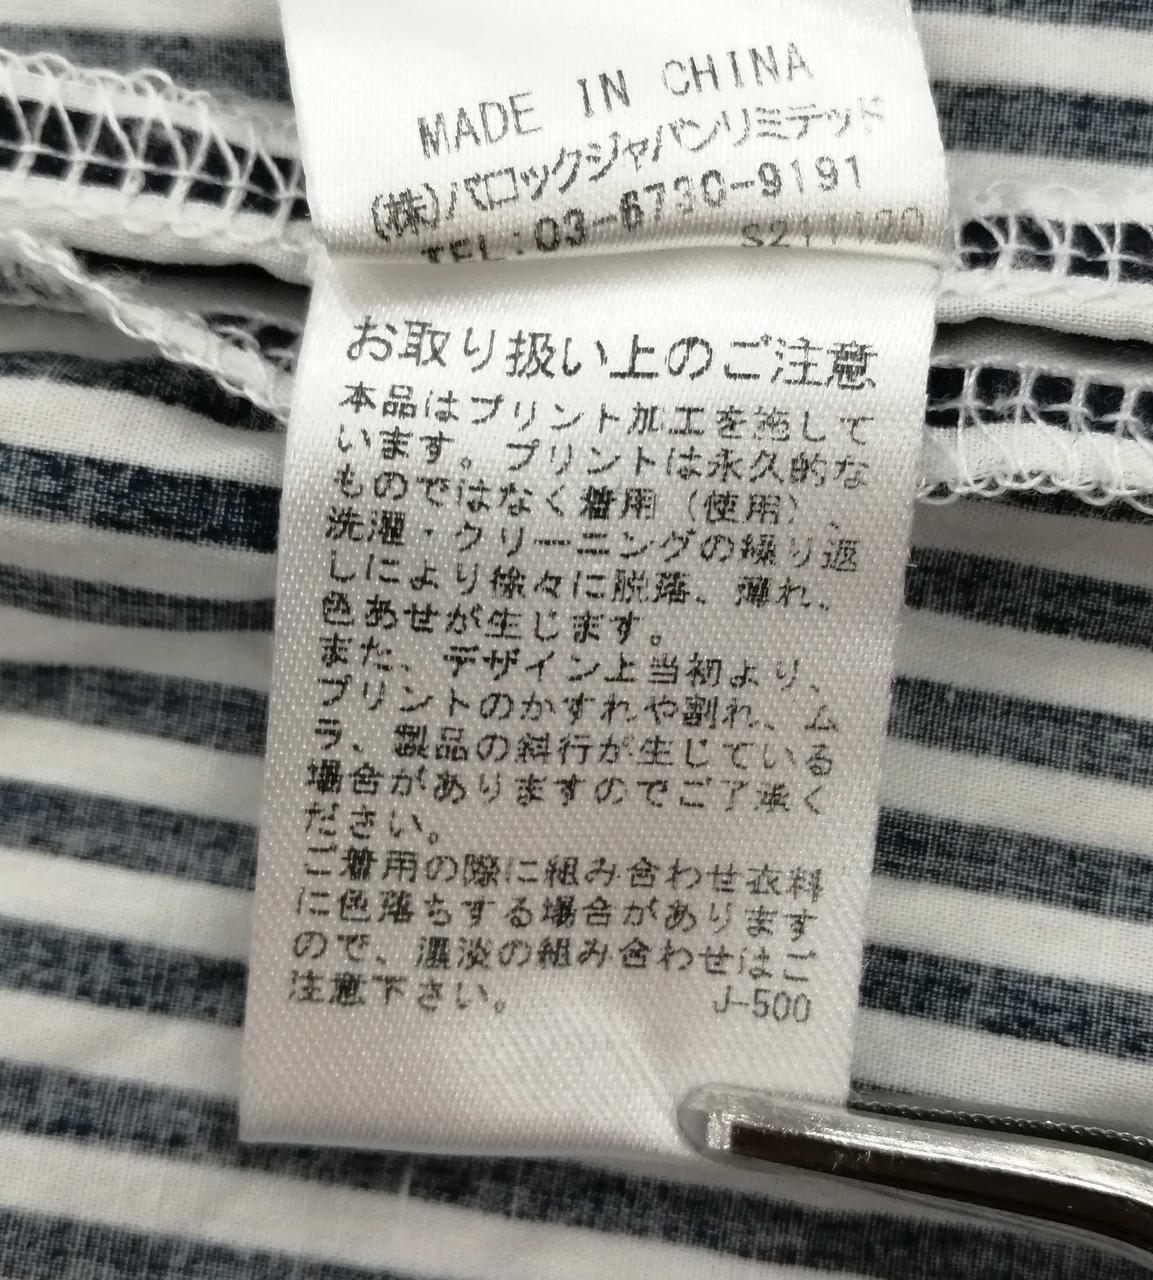 MADE IN CHINA
(株)バロックジャパンリミテッド
TEL:03-6730-9191
S211120
お取り扱い上のご注意
本品はプリント加工を施して
います。プリントは永久的な
ものではなく着用(使用)、
洗濯・クリーニングの繰り返
しにより徐々に脱落、薄れ、
色あせが生じます。
また、デザイン上当初より、
プリントのかすれや割れ、ム
ラ、製品の斜行が生じている
場合がありますのでご了承く
ださい。
ご着用の際に組み合わせ衣料
に色落ちする場合があります
ので、濃淡の組み合わせはご
注意下さい。 J-500